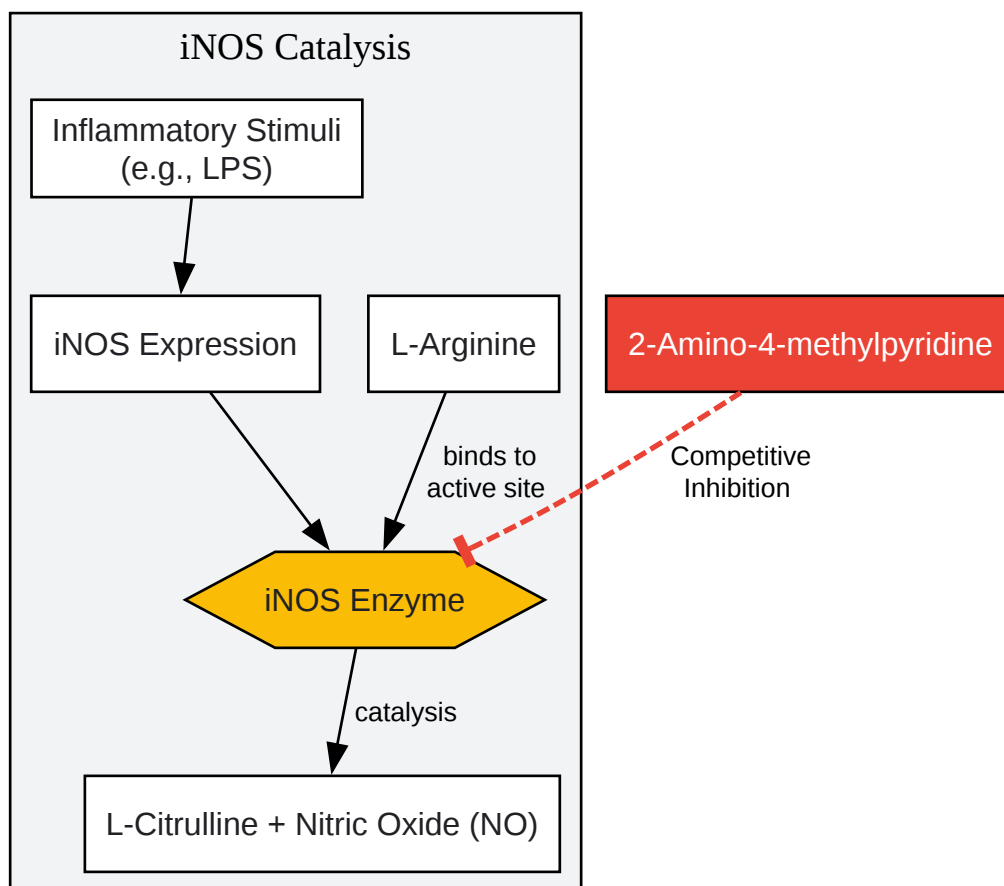 iNOS Catalysis
Inflammatory Stimuli
(e.g., LPS)
iNOS Expression
L-Arginine
2-Amino-4-methylpyridine
binds to
active site
Competitive
Inhibition
iNOS Enzyme
catalysis
L-Citrulline + Nitric Oxide (NO)